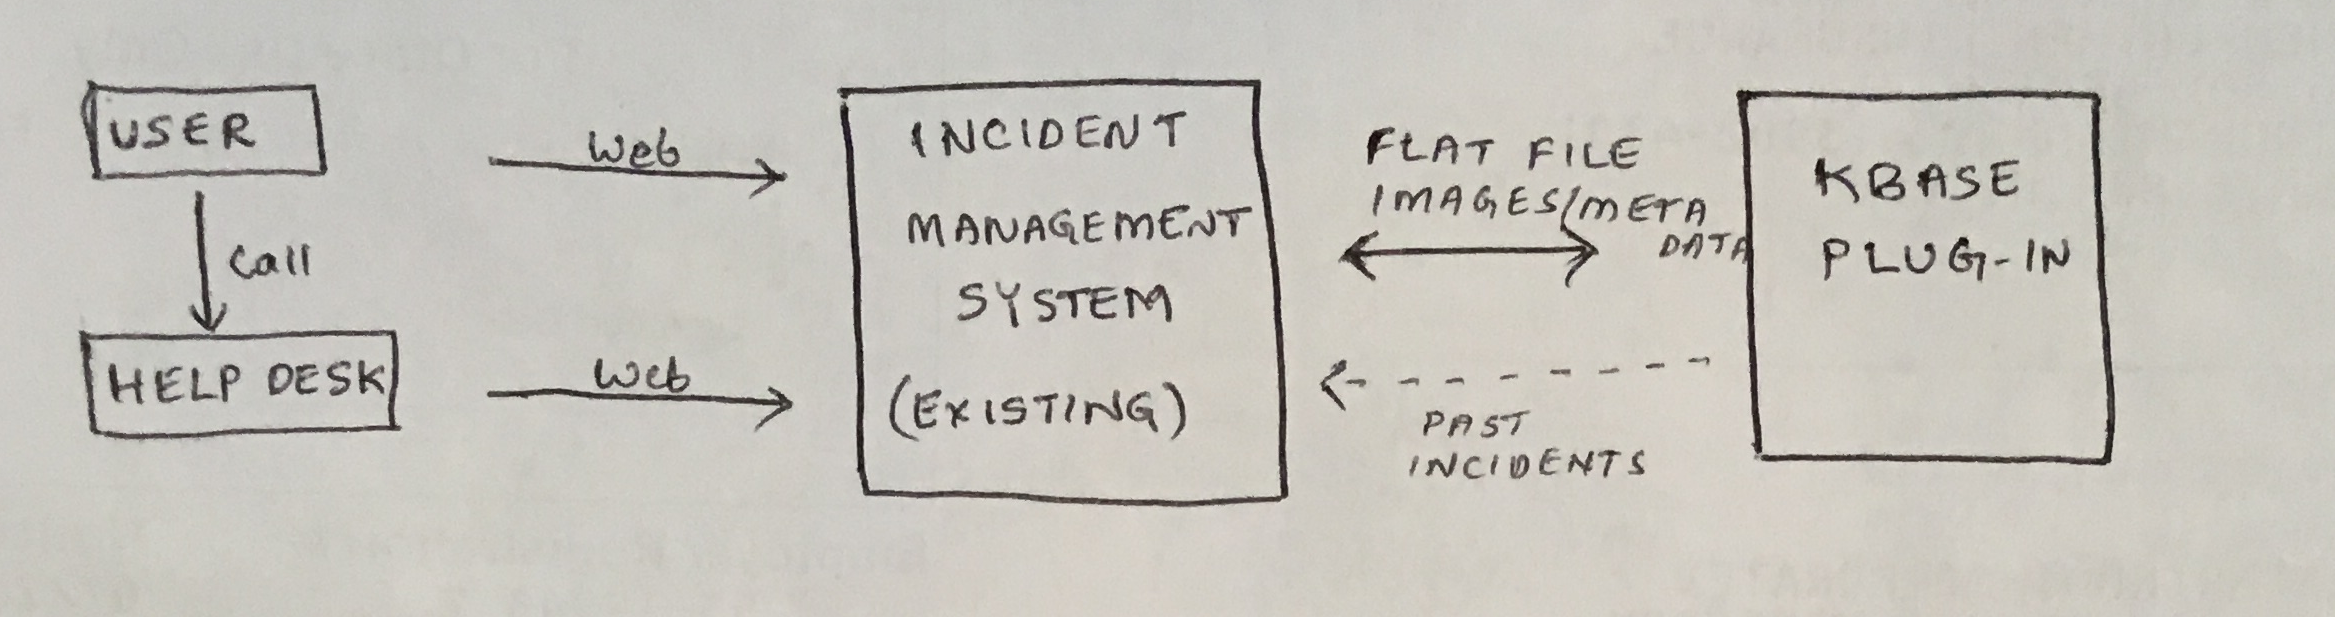 USER
Call
HELP DESK
Web
Web
INCIDENT
MANAGEMENT
SYSTEM
(EXISTING)
FLAT FILE
IMAGES/META
DATA
PAST
INCIDENTS
KBASE
PLUG-IN